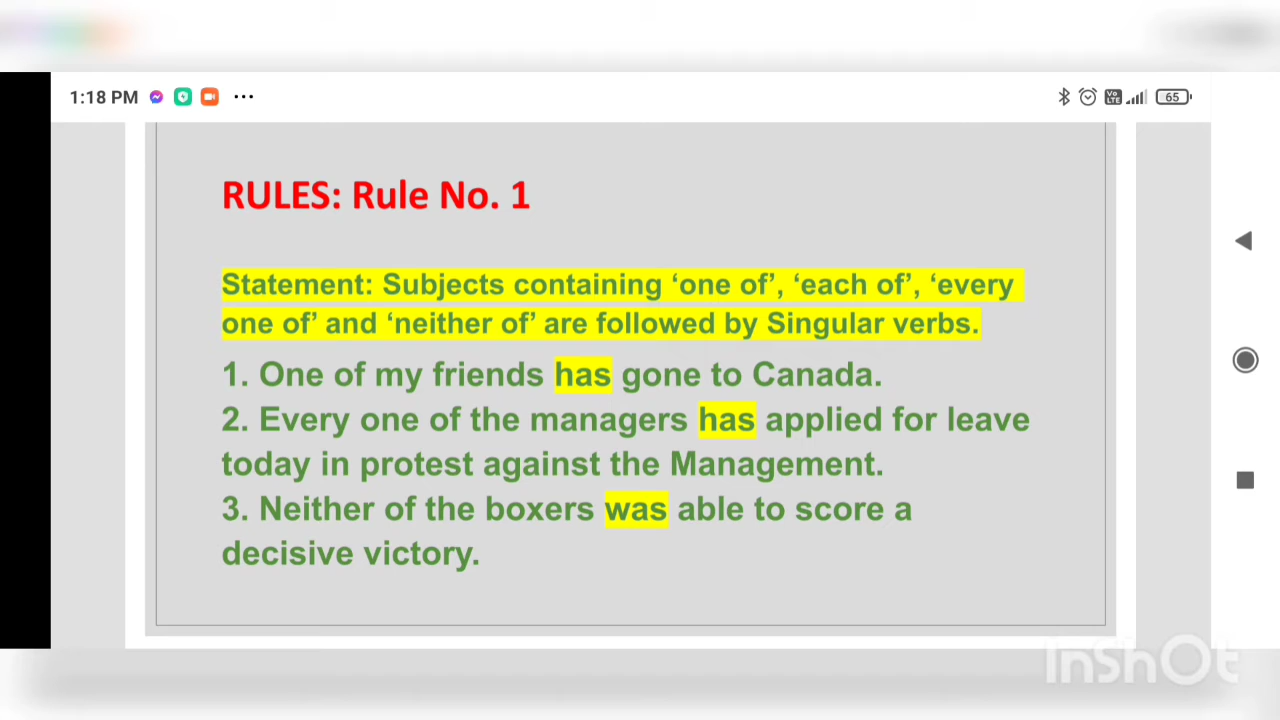 1:18 PM ...
Vo LTE 65
RULES: Rule No. 1
Statement: Subjects containing ‘one of’, ‘each of’, ‘every
one of’ and ‘neither of’ are followed by Singular verbs.
1. One of my friends has gone to Canada.
2. Every one of the managers has applied for leave
today in protest against the Management.
3. Neither of the boxers was able to score a
decisive victory.
InShOt